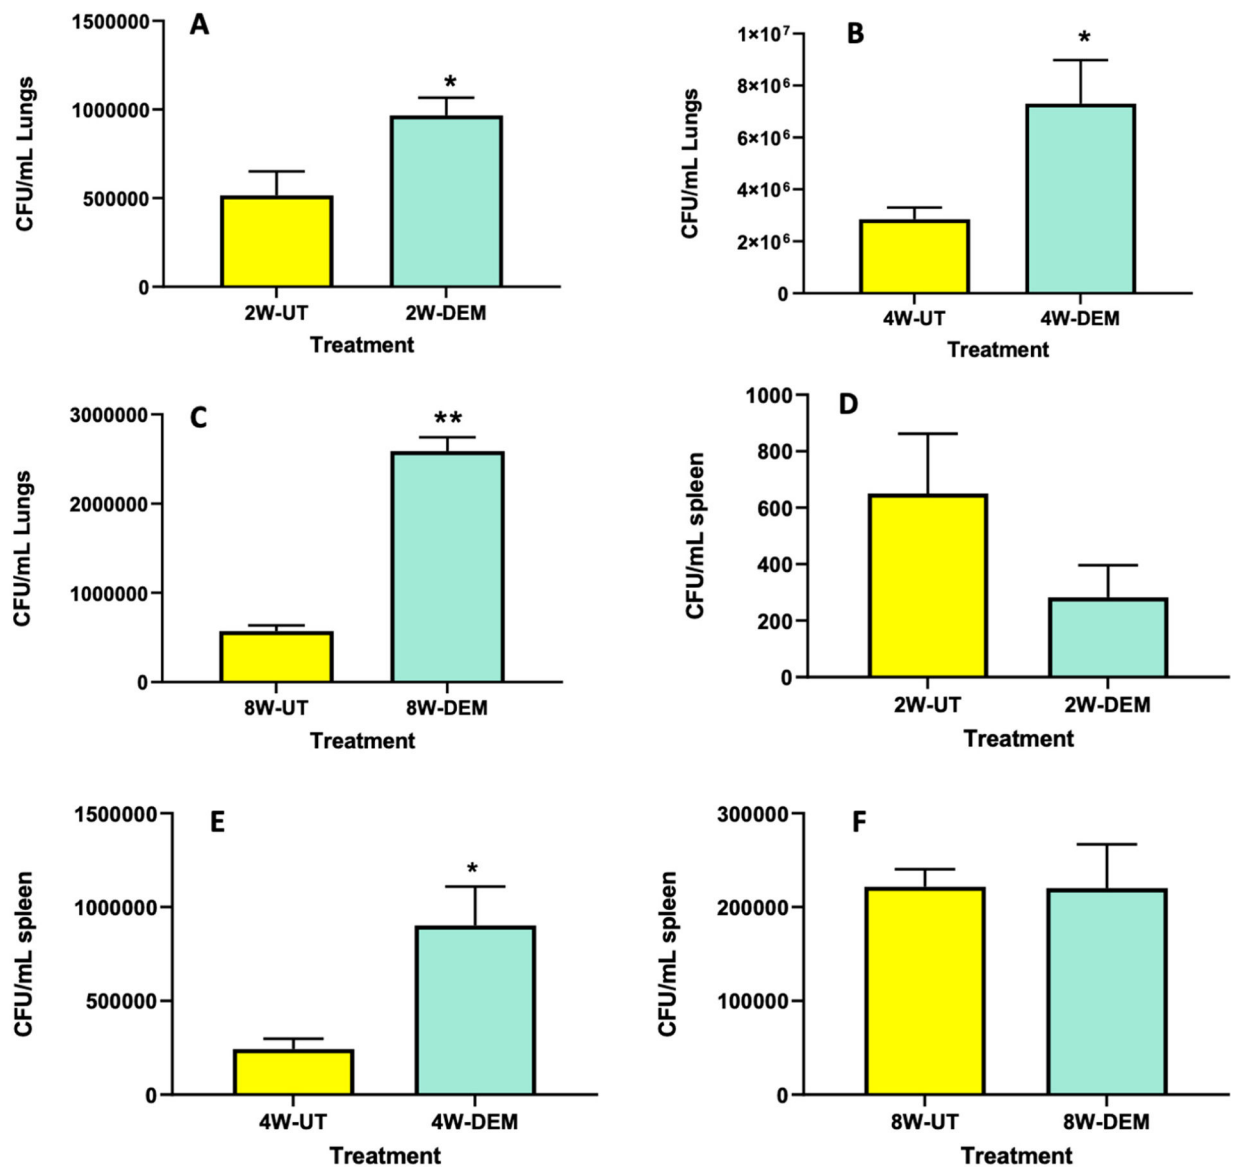 A
CFU/mL Lungs
1500000
1000000
500000
0
*
2W-UT 2W-DEM
Treatment
B
CFU/mL Lungs
1×10⁷
8×10⁶
6×10⁶
4×10⁶
2×10⁶
0
*
4W-UT 4W-DEM
Treatment
C
CFU/mL Lungs
3000000
2000000
1000000
0
**
8W-UT 8W-DEM
Treatment
D
CFU/mL spleen
1000
800
600
400
200
0
2W-UT 2W-DEM
Treatment
E
CFU/mL spleen
1500000
1000000
500000
0
*
4W-UT 4W-DEM
Treatment
F
CFU/mL spleen
300000
200000
100000
0
8W-UT 8W-DEM
Treatment